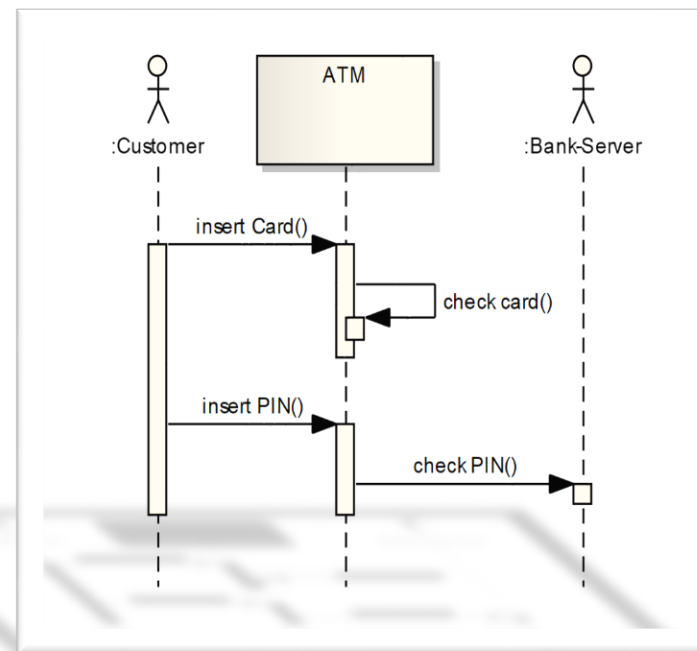 ATM
:Customer
:Bank-Server
insert Card()
check card()
insert PIN()
check PIN()